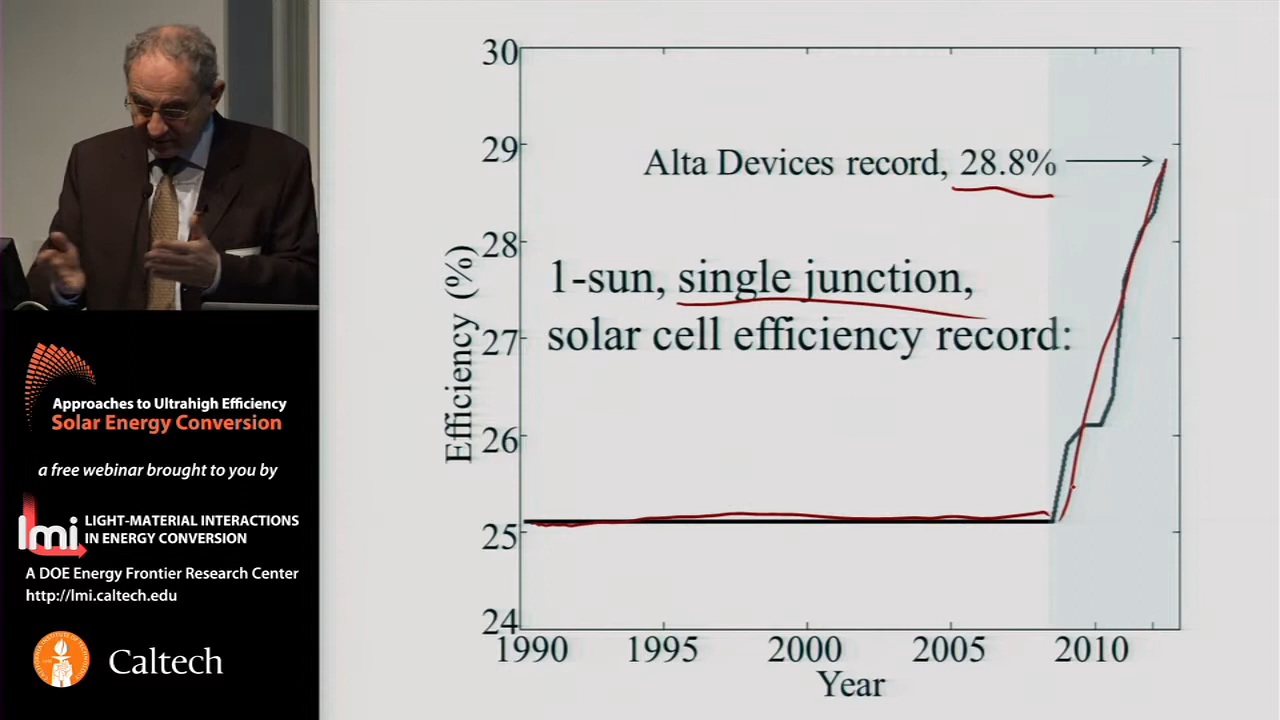 Approaches to Ultrahigh Efficiency
Solar Energy Conversion
a free webinar brought to you by
lmi LIGHT-MATERIAL INTERACTIONS
IN ENERGY CONVERSION
A DOE Energy Frontier Research Center
http://lmi.caltech.edu
Caltech
30
29
28
27
26
25
24
Efficiency (%)
Alta Devices record, 28.8%
1-sun, single junction,
solar cell efficiency record:
1990 1995 2000 2005 2010
Year